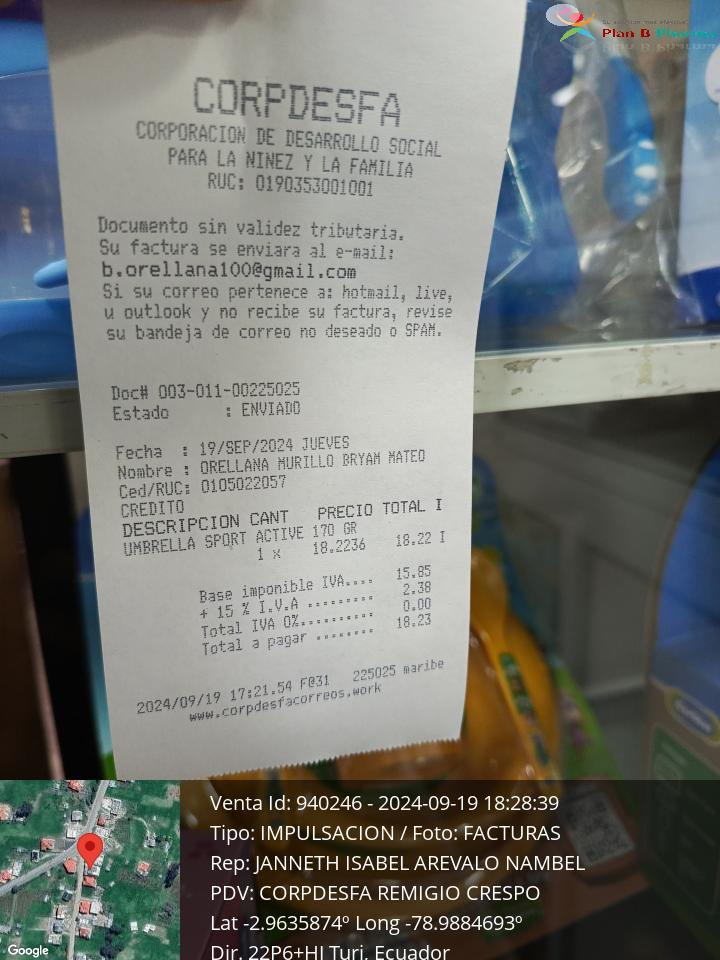 Plan B Pharma
CORPDESFA
CORPORACION DE DESARROLLO SOCIAL
PARA LA NINEZ Y LA FAMILIA
RUC: 0190353001001
Documento sin validez tributaria.
Su factura se enviara al e-mail:
b.orellana100@gmail.com
Si su correo pertenece a: hotmail, live,
u outlook y no recibe su factura, revise
su bandeja de correo no deseado o SPAM.
Doc# 003-011-00225025
Estado : ENVIADO
Fecha : 19/SEP/2024 JUEVES
Nombre : ORELLANA MURILLO BRYAM MATEO
Ced/RUC: 0105022057
CREDITO
DESCRIPCION CANT PRECIO TOTAL I
UMBRELLA SPORT ACTIVE 170 GR
1 x 18.2236 18.22 I
Base imponible IVA.... 15.85
+ 15 % I.V.A ......... 2.38
Total IVA 0%.......... 0.00
Total a pagar ........ 18.23
2024/09/19 17:21.54 F@31 225025 maribe
www.corpdesfacorreos.work
Venta Id: 940246 - 2024-09-19 18:28:39
Tipo: IMPULSACION / Foto: FACTURAS
Rep: JANNETH ISABEL AREVALO NAMBEL
PDV: CORPDESFA REMIGIO CRESPO
Lat -2.9635874º Long -78.9884693º
Dir. 22P6+HJ Turi, Ecuador
Google